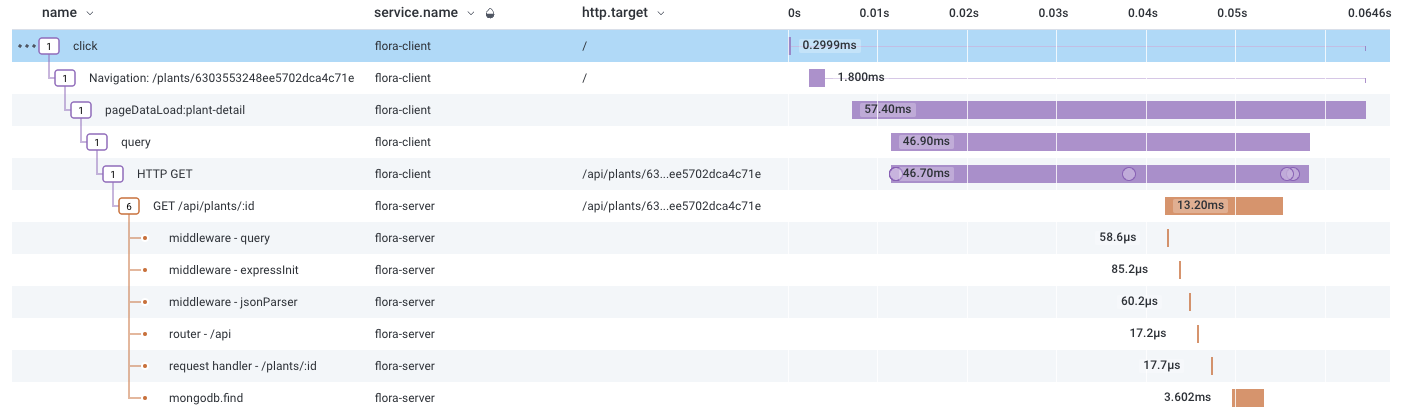 name service.name http.target 0s 0.01s 0.02s 0.03s 0.04s 0.05s 0.0646s
1 click flora-client / 0.2999ms
1 Navigation: /plants/6303553248ee5702dca4c71e flora-client / 1.800ms
1 pageDataLoad:plant-detail flora-client 57.40ms
1 query flora-client 46.90ms
1 HTTP GET flora-client /api/plants/63...ee5702dca4c71e 46.70ms
6 GET /api/plants/:id flora-server /api/plants/63...ee5702dca4c71e 13.20ms
middleware - query flora-server 58.6µs
middleware - expressInit flora-server 85.2µs
middleware - jsonParser flora-server 60.2µs
router - /api flora-server 17.2µs
request handler - /plants/:id flora-server 17.7µs
mongodb.find flora-server 3.602ms